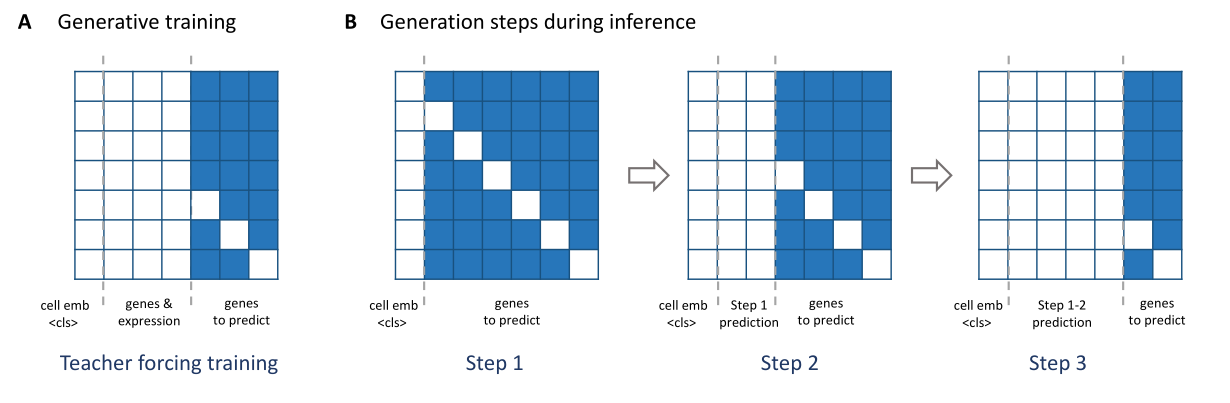 A Generative training
B Generation steps during inference
cell emb
<cls>
genes &
expression
genes
to predict
cell emb
<cls>
genes
to predict
cell emb
<cls>
Step 1
prediction
genes
to predict
cell emb
<cls>
Step 1-2
prediction
genes
to predict
Teacher forcing training
Step 1
Step 2
Step 3